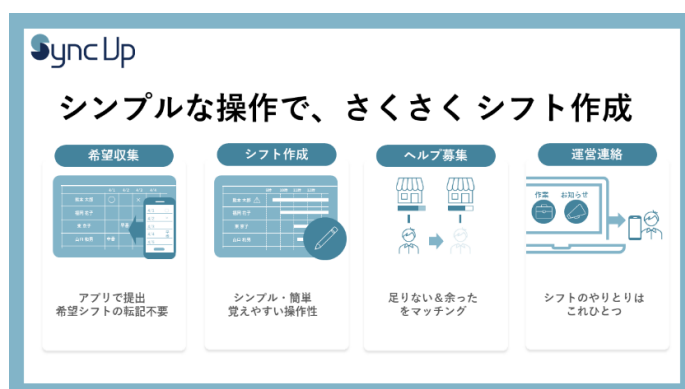 Sync Up
シンプルな操作で、さくさく シフト作成
希望収集
シフト作成
ヘルプ募集
運営連絡
作業 お知らせ
アプリで提出
希望シフトの転記不要
シンプル・簡単
覚えやすい操作性
足りない＆余った
をマッチング
シフトのやりとりは
これひとつ